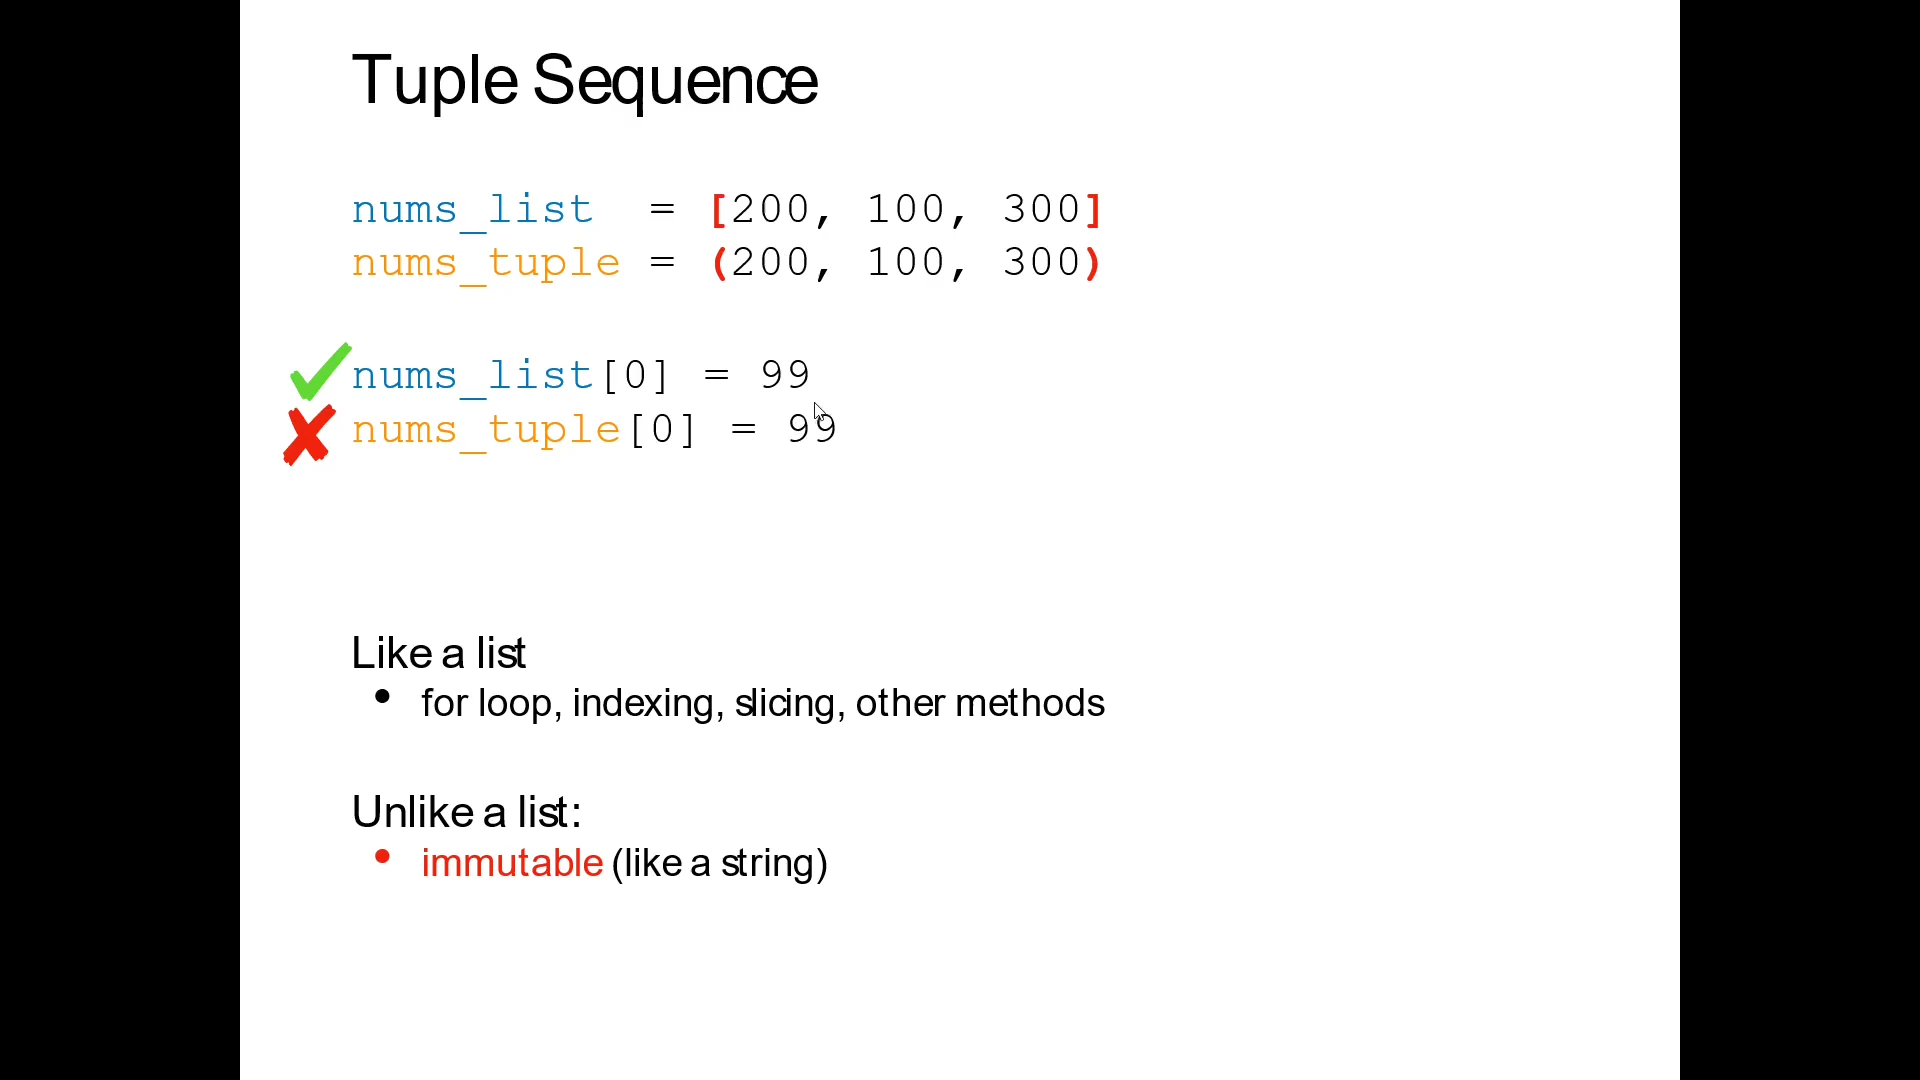 Tuple Sequence
nums_list = [200, 100, 300]
nums_tuple = (200, 100, 300)
nums_list[0] = 99
nums_tuple[0] = 99
Like a list
• for loop, indexing, slicing, other methods
Unlike a list:
• immutable (like a string)